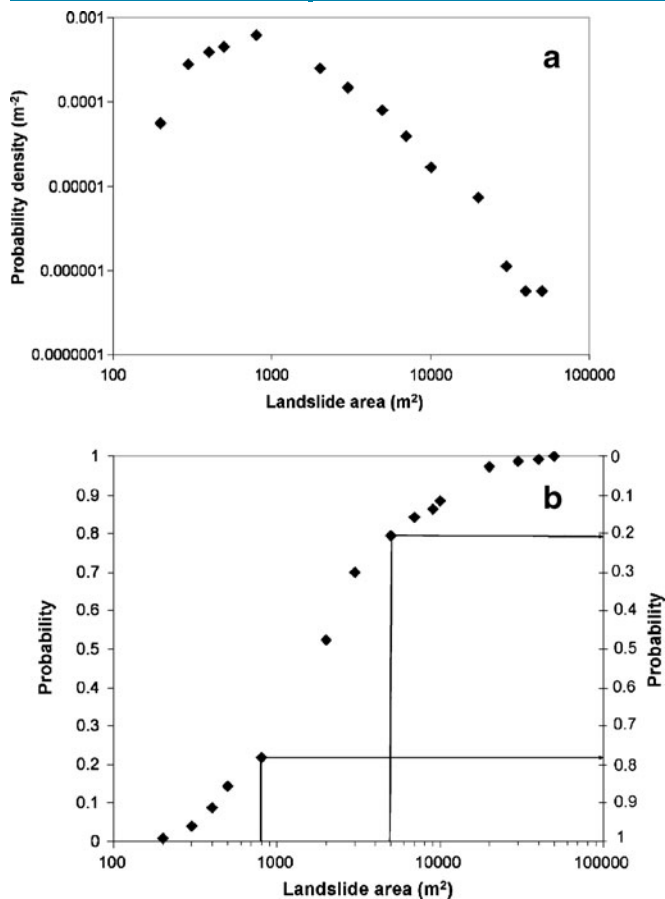 a
0.001
0.0001
0.00001
0.000001
0.0000001
Probability density (m-2)
100 1000 10000 100000
Landslide area (m2)
b
1 0
0.9 0.1
0.8 0.2
0.7 0.3
0.6 0.4
0.5 0.5
0.4 0.6
0.3 0.7
0.2 0.8
0.1 0.9
0 1
Probability
Probability
100 1000 10000 100000
Landslide area (m2)